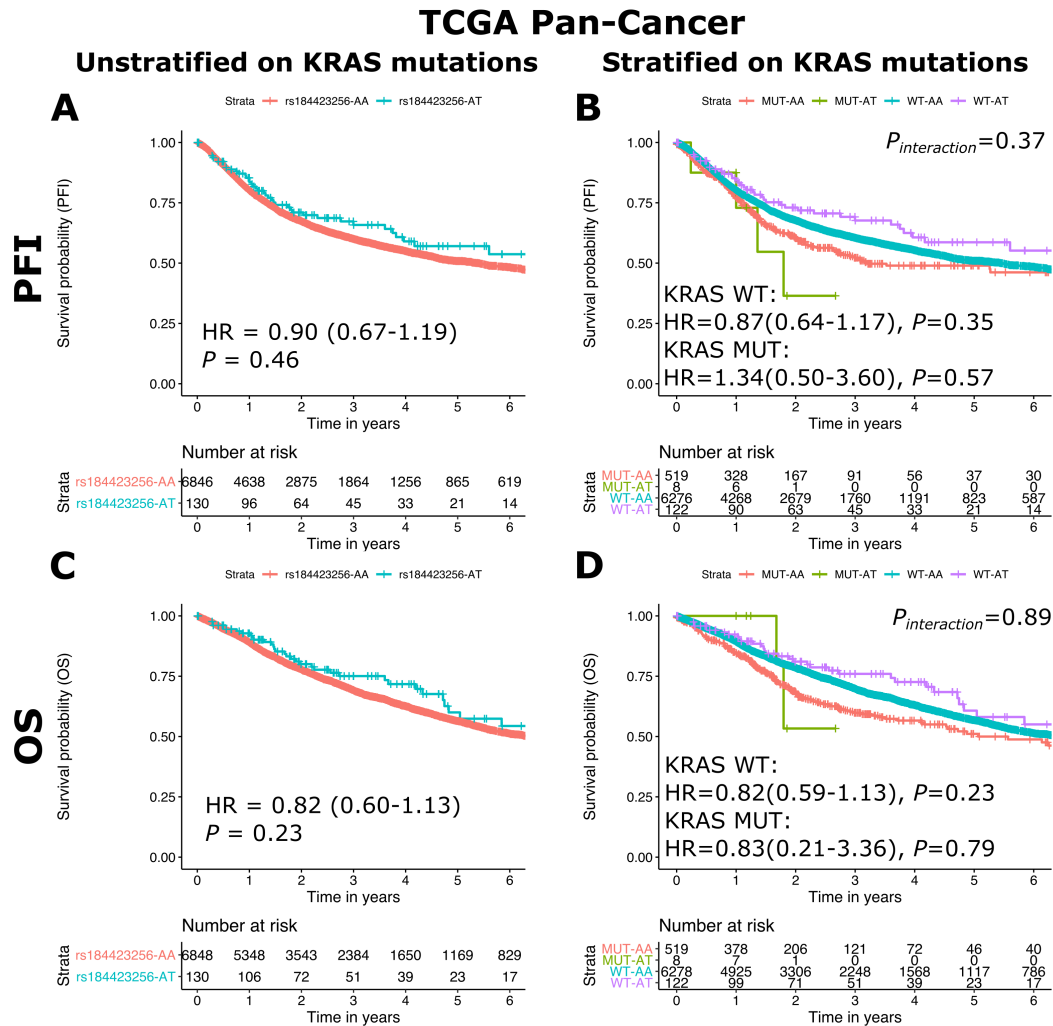 TCGA Pan-Cancer
Unstratified on KRAS mutations
Stratified on KRAS mutations
PFI
A
Strata rs184423256-AA rs184423256-AT
Survival probability (PFI)
1.00
0.75
0.50
0.25
0.00
HR = 0.90 (0.67-1.19)
P = 0.46
0 1 2 3 4 5 6
Time in years
Number at risk
Strata
rs184423256-AA 6846 4638 2875 1864 1256 865 619
rs184423256-AT 130 96 64 45 33 21 14
0 1 2 3 4 5 6
Time in years
B
Strata MUT-AA MUT-AT WT-AA WT-AT
Pinteraction=0.37
Survival probability (PFI)
1.00
0.75
0.50
0.25
0.00
KRAS WT:
HR=0.87(0.64-1.17), P=0.35
KRAS MUT:
HR=1.34(0.50-3.60), P=0.57
0 1 2 3 4 5 6
Time in years
Number at risk
Strata
MUT-AA 519 328 167 91 56 37 30
MUT-AT 8 6 1 0 0 0 0
WT-AA 6276 4268 2679 1760 1191 823 587
WT-AT 122 90 63 45 33 21 14
0 1 2 3 4 5 6
Time in years
OS
C
Strata rs184423256-AA rs184423256-AT
Survival probability (OS)
1.00
0.75
0.50
0.25
0.00
HR = 0.82 (0.60-1.13)
P = 0.23
0 1 2 3 4 5 6
Time in years
Number at risk
Strata
rs184423256-AA 6848 5348 3543 2384 1650 1169 829
rs184423256-AT 130 106 72 51 39 23 17
0 1 2 3 4 5 6
Time in years
D
Strata MUT-AA MUT-AT WT-AA WT-AT
Pinteraction=0.89
Survival probability (OS)
1.00
0.75
0.50
0.25
0.00
KRAS WT:
HR=0.82(0.59-1.13), P=0.23
KRAS MUT:
HR=0.83(0.21-3.36), P=0.79
0 1 2 3 4 5 6
Time in years
Number at risk
Strata
MUT-AA 519 378 206 121 72 46 40
MUT-AT 8 7 1 0 0 0 0
WT-AA 6278 4925 3306 2248 1568 1117 786
WT-AT 122 99 71 51 39 23 17
0 1 2 3 4 5 6
Time in years